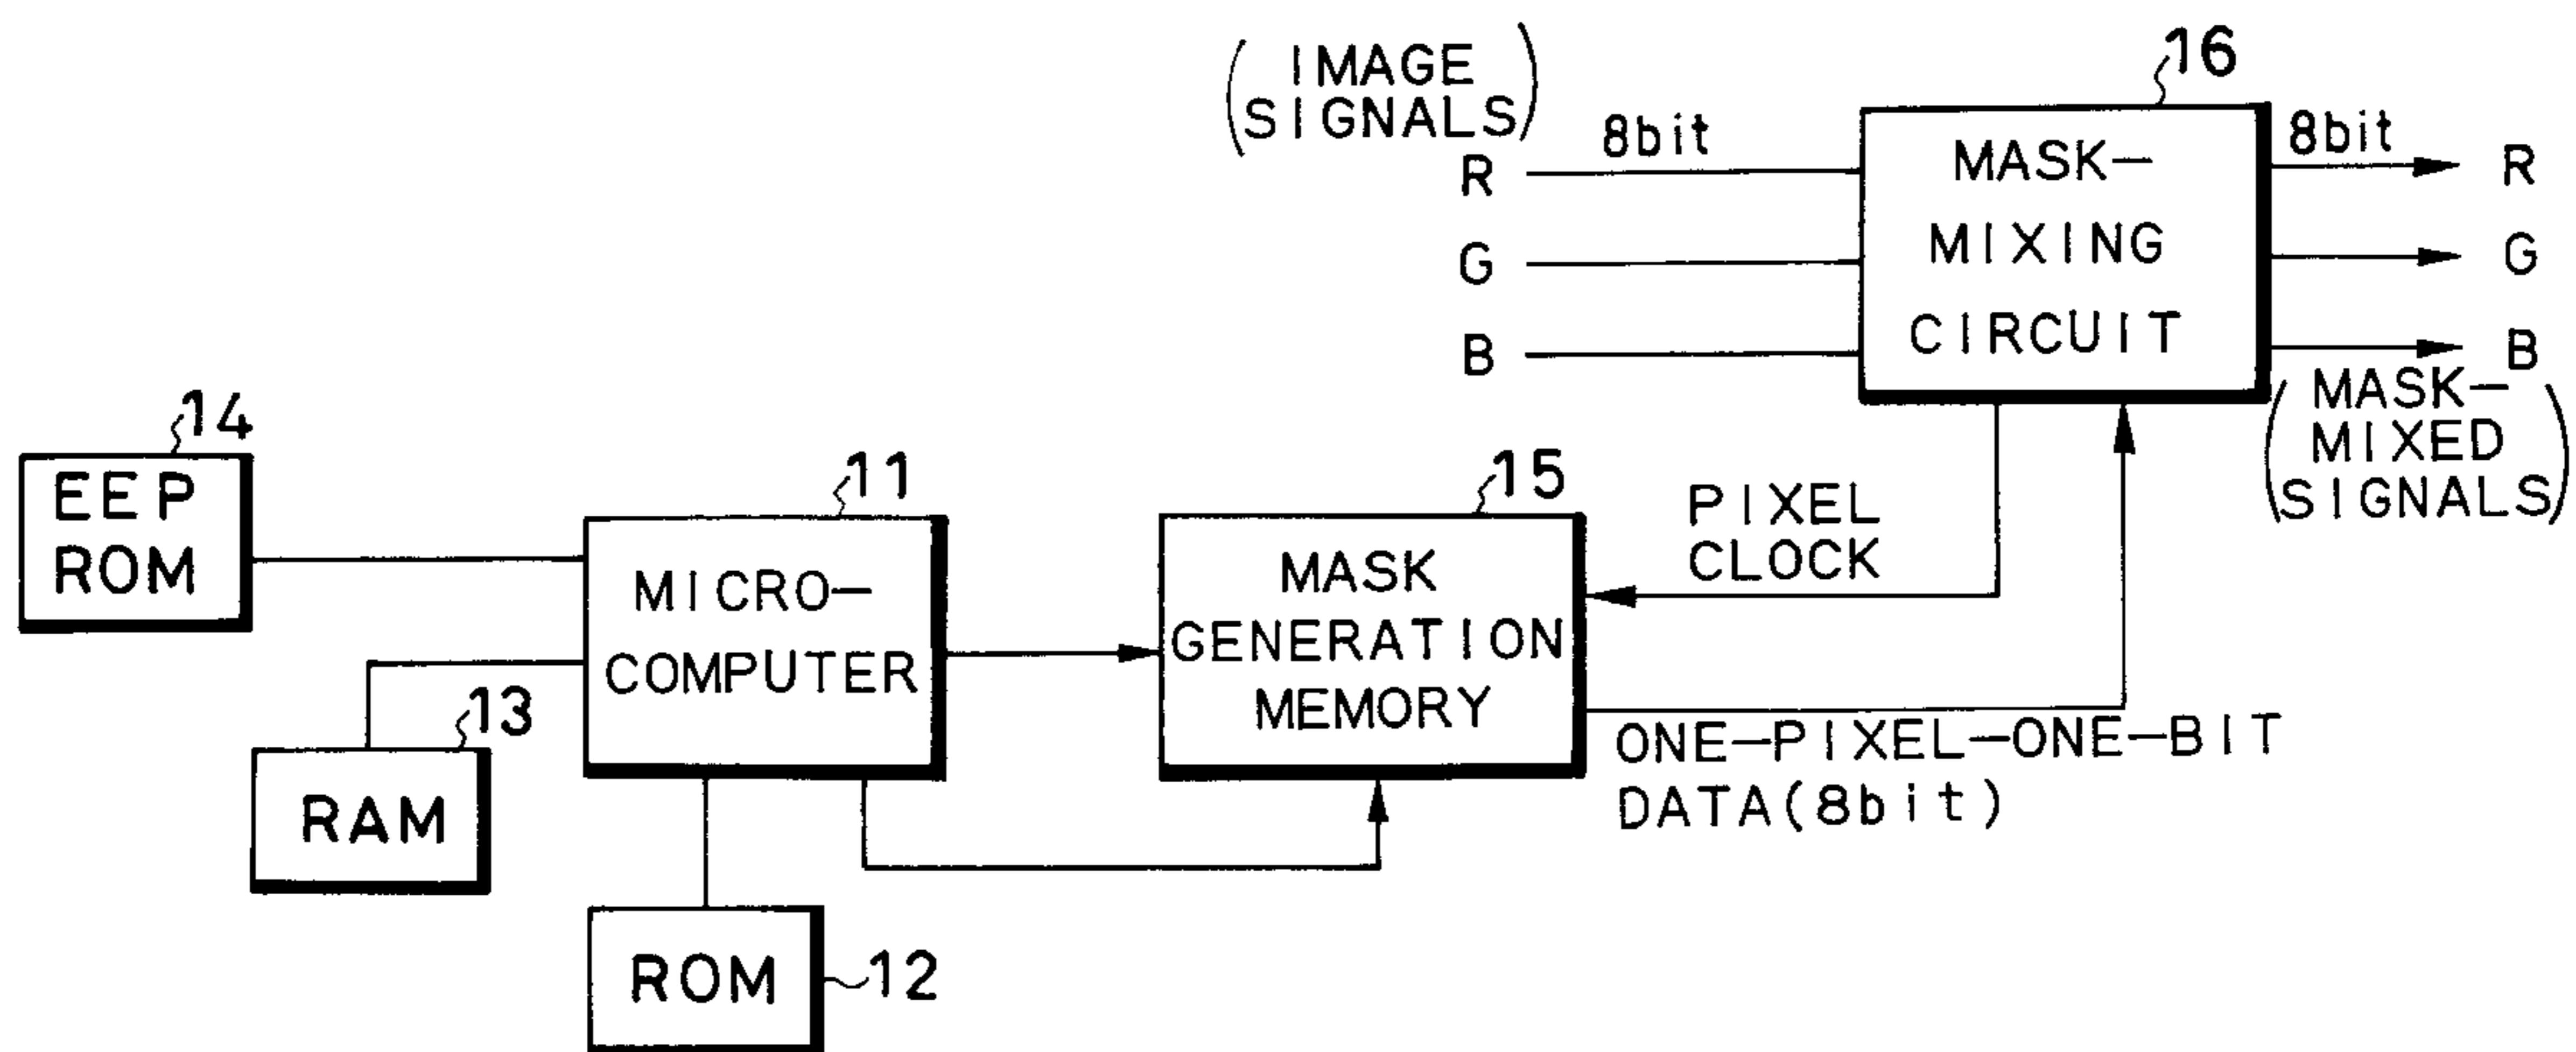 (IMAGE
SIGNALS)
16
8bit
R
G
B
MASK-
MIXING
CIRCUIT
8bit
R
G
B
(MASK-
MIXED
SIGNALS)
14
EEP
ROM
11
MICRO-
COMPUTER
15
MASK
GENERATION
MEMORY
PIXEL
CLOCK
ONE-PIXEL-ONE-BIT
DATA(8bit)
13
RAM
ROM
12